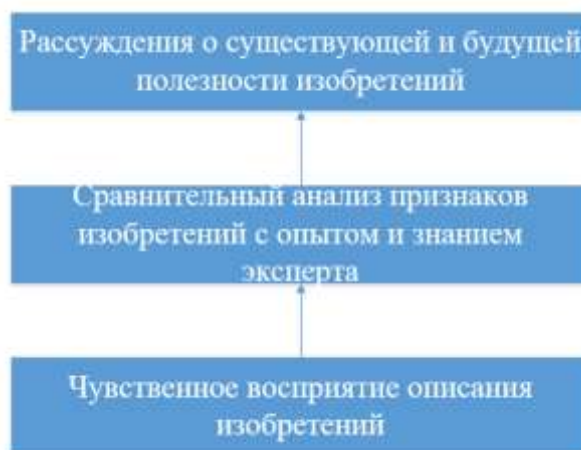 Рассуждения о существующей и будущей
полезности изобретений
Сравнительный анализ признаков
изобретений с опытом и знанием
эксперта
Чувственное восприятие описания
изобретений